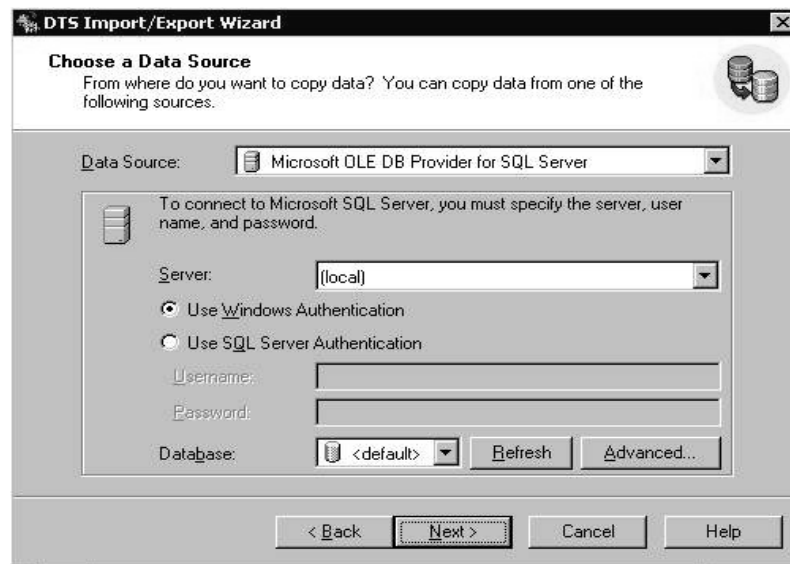 DTS Import/Export Wizard
Choose a Data Source
From where do you want to copy data? You can copy data from one of the
following sources.
Data Source: Microsoft OLE DB Provider for SQL Server
To connect to Microsoft SQL Server, you must specify the server, user
name, and password.
Server: (local)
Use Windows Authentication
Use SQL Server Authentication
Username:
Password:
Database: <default> Refresh Advanced...
< Back Next > Cancel Help